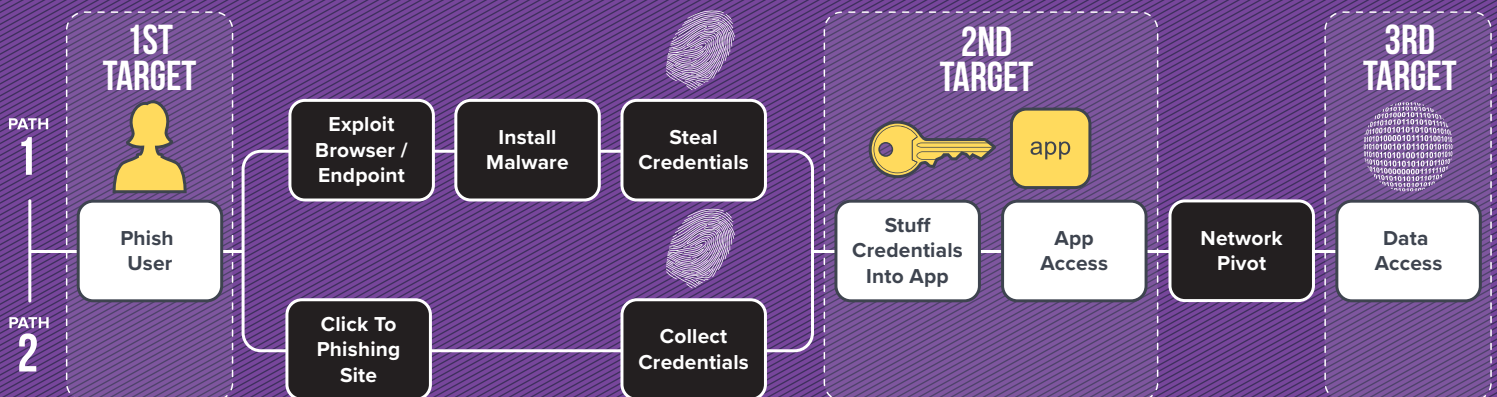 1ST
TARGET
2ND
TARGET
3RD
TARGET
PATH
1
Exploit
Browser /
Endpoint
Install
Malware
Steal
Credentials
app
Phish
User
Stuff
Credentials
Into App
App
Access
Network
Pivot
Data
Access
PATH
2
Click To
Phishing
Site
Collect
Credentials